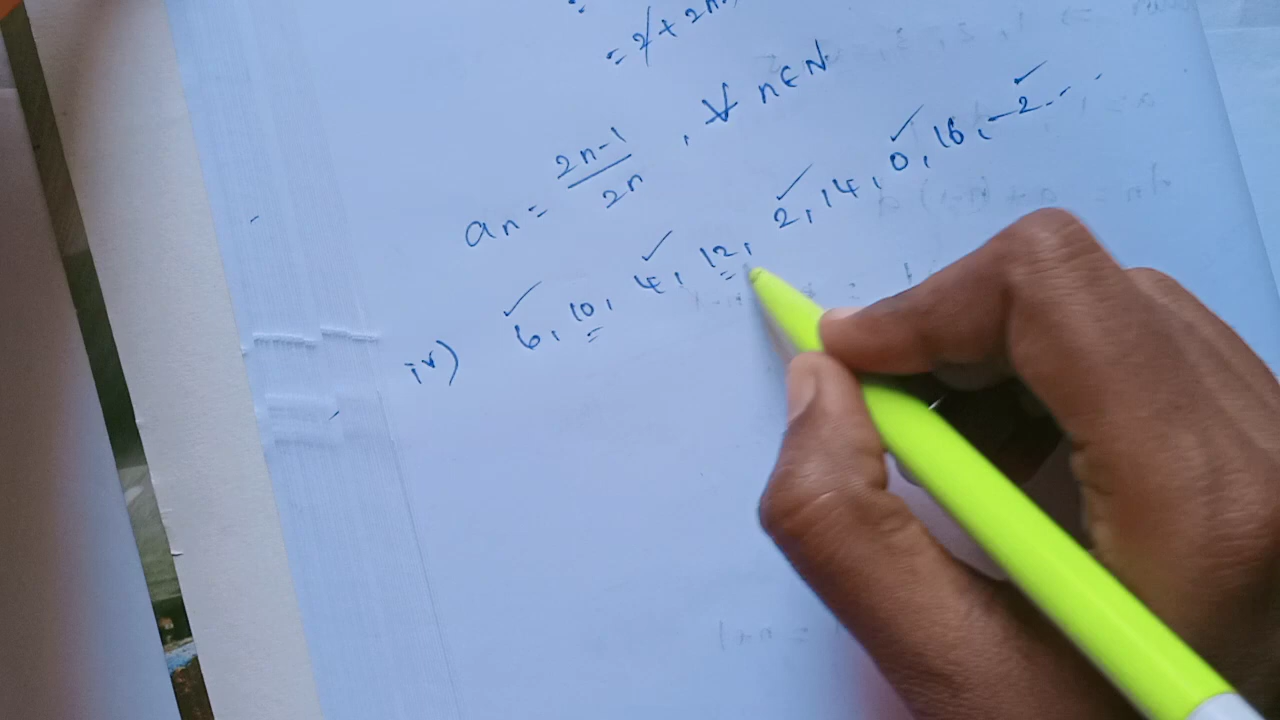 = 2 + 2n
an = 2n-1/2n, ∀ n∈N
iv) 6, 10, 4, 12, 2, 14, 0, 16, -2...